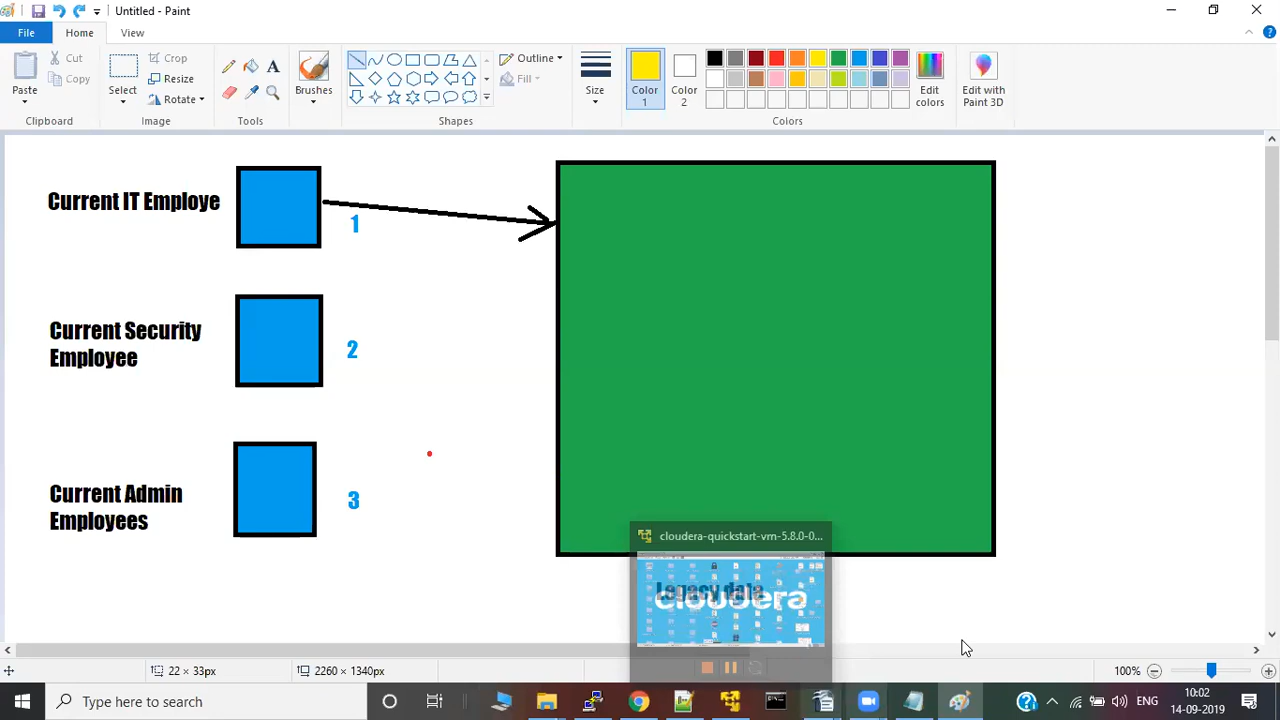 Untitled - Paint
File
Home
View
Paste
Cut
Copy
Clipboard
Select
Crop
Resize
Rotate
Image
Tools
Brushes
Outline
Fill
Shapes
Size
Color
1
Color
2
Edit
colors
Colors
Edit with
Paint 3D
Current IT Employe
1
Current Security
Employee
2
Current Admin
Employees
3
cloudera-quickstart-vm-5.8.0-0...
Legacy data
cloudera
22 × 33px
2260 × 1340px
100%
Type here to search
ENG
10:02
14-09-2019